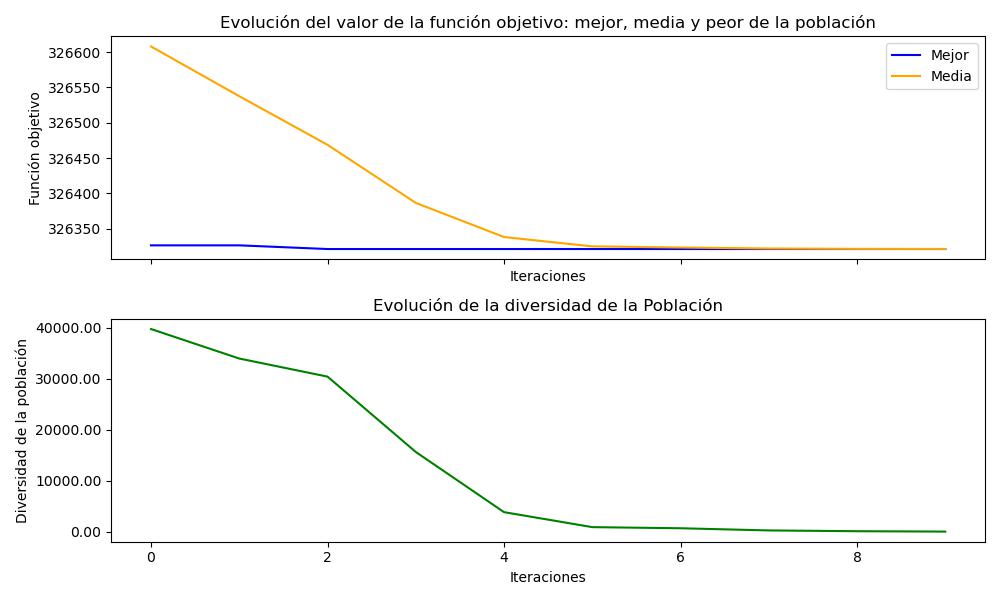 Evolución del valor de la función objetivo: mejor, media y peor de la población
Función objetivo
326600
326550
326500
326450
326400
326350
Mejor
Media
Iteraciones
Evolución de la diversidad de la Población
Diversidad de la población
40000.00
30000.00
20000.00
10000.00
0.00
0 2 4 6 8
Iteraciones